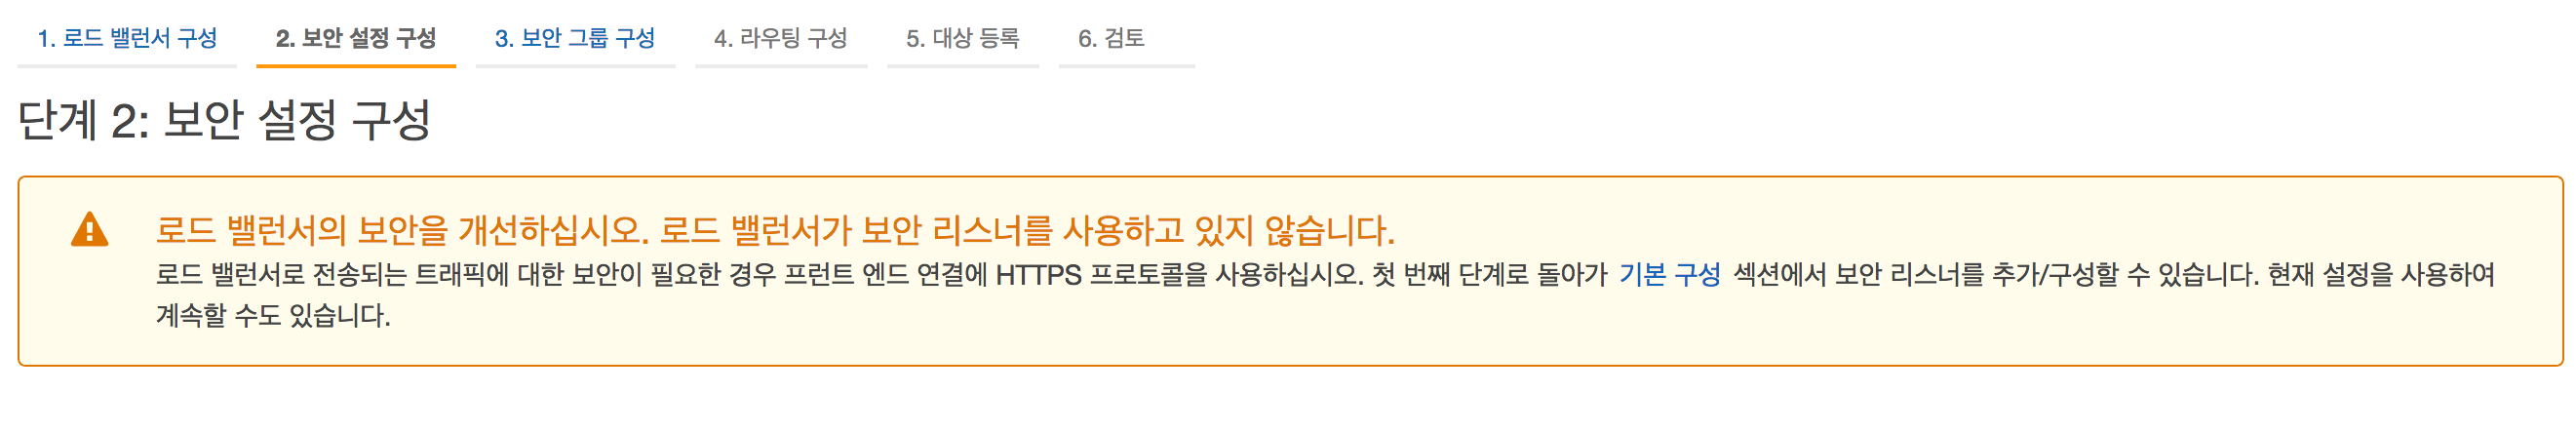 1. 로드 밸런서 구성 2. 보안 설정 구성 3. 보안 그룹 구성 4. 라우팅 구성 5. 대상 등록 6. 검토
단계 2: 보안 설정 구성
로드 밸런서의 보안을 개선하십시오. 로드 밸런서가 보안 리스너를 사용하고 있지 않습니다.
로드 밸런서로 전송되는 트래픽에 대한 보안이 필요한 경우 프런트 엔드 연결에 HTTPS 프로토콜을 사용하십시오. 첫 번째 단계로 돌아가 기본 구성 섹션에서 보안 리스너를 추가/구성할 수 있습니다. 현재 설정을 사용하여
계속할 수도 있습니다.